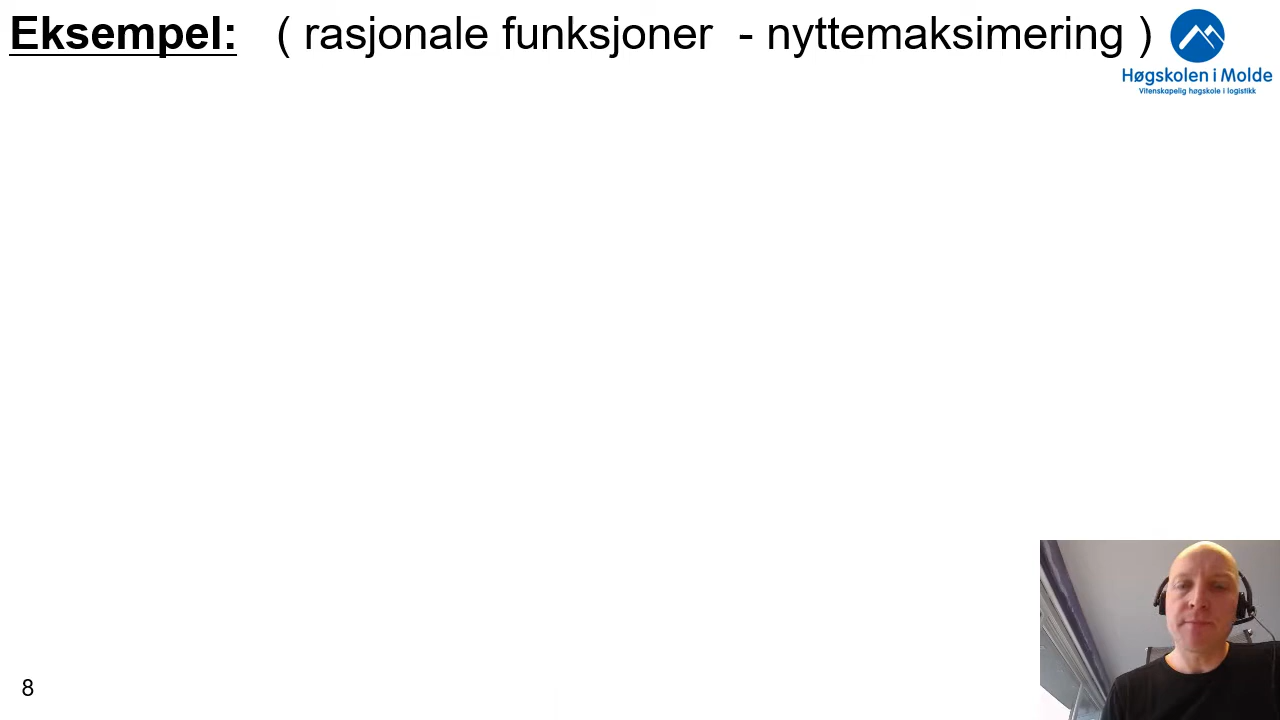 Eksempel: ( rasjonale funksjoner - nyttemaksimering )
Høgskolen i Molde
Vitenskapelig høgskole i logistikk
8